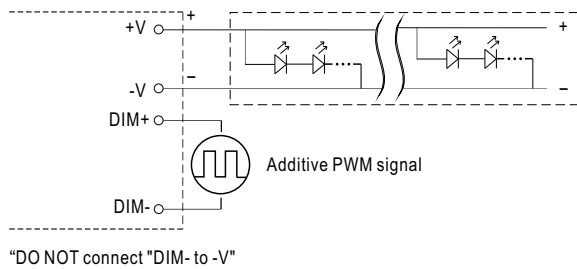 +V
+
+
-V
–
–
DIM+
Additive PWM signal
DIM-
“DO NOT connect "DIM- to -V"